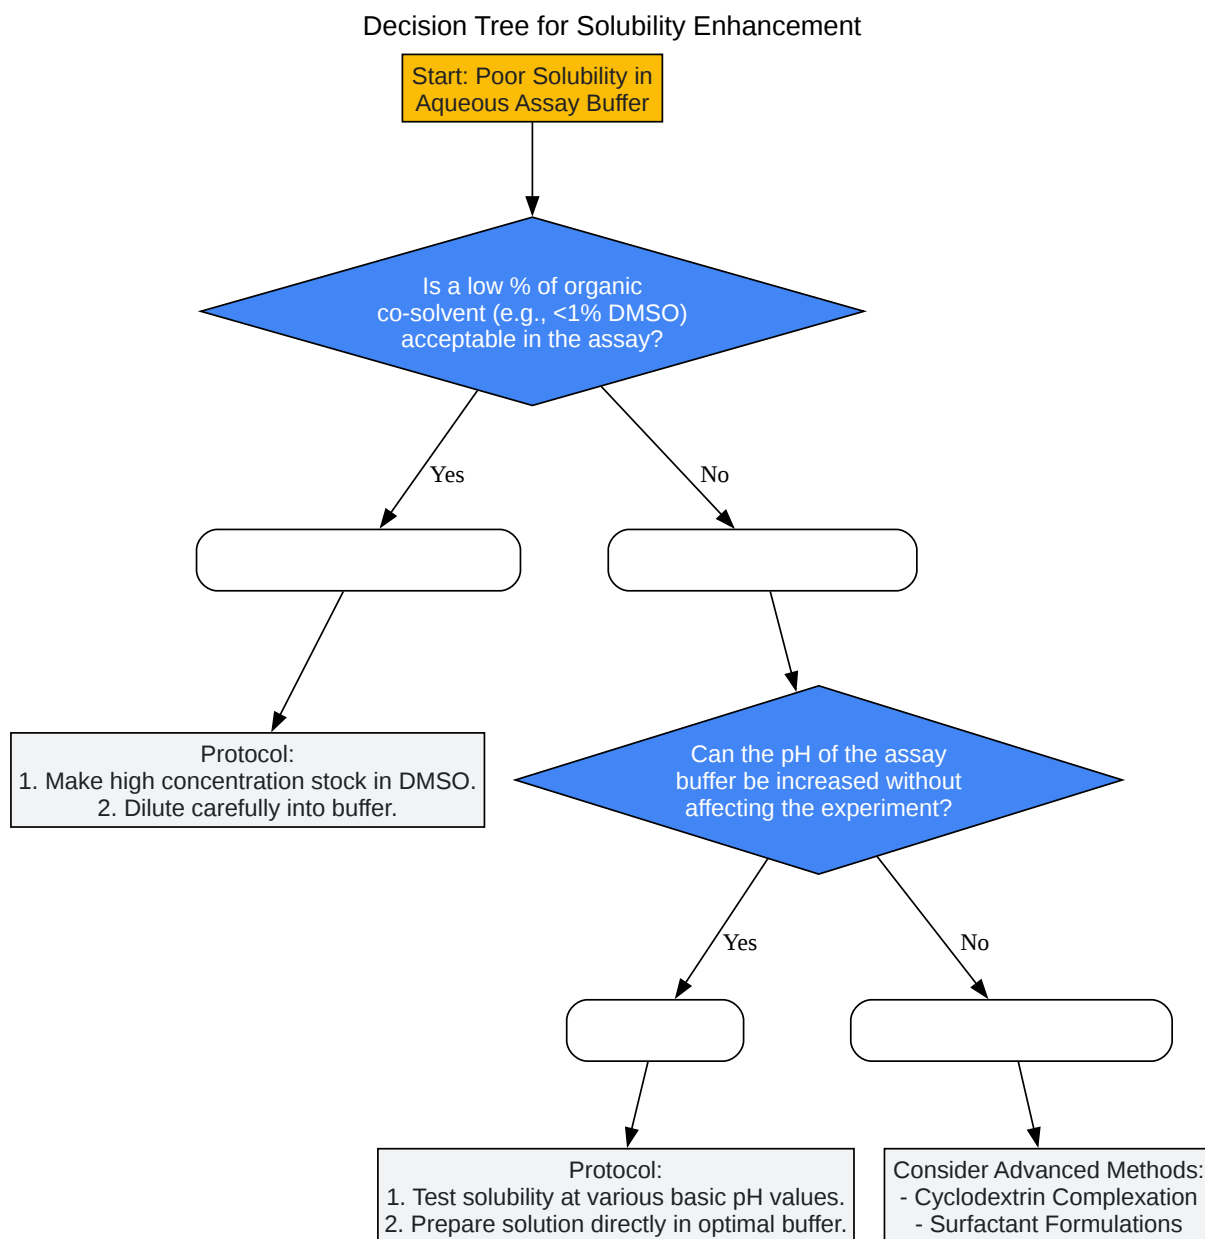 Decision Tree for Solubility Enhancement
Start: Poor Solubility in
Aqueous Assay Buffer
Is a low % of organic
co-solvent (e.g., <1% DMSO)
acceptable in the assay?
Yes
No
Protocol:
1. Make high concentration stock in DMSO.
2. Dilute carefully into buffer.
Can the pH of the assay
buffer be increased without
affecting the experiment?
Yes
No
Protocol:
1. Test solubility at various basic pH values.
2. Prepare solution directly in optimal buffer.
Consider Advanced Methods:
- Cyclodextrin Complexation
- Surfactant Formulations